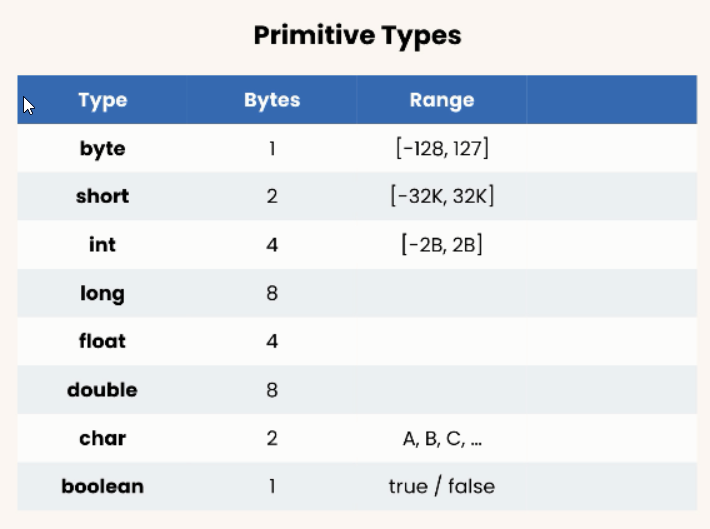 Primitive Types
Type Bytes Range
byte 1 [-128, 127]
short 2 [-32K, 32K]
int 4 [-2B, 2B]
long 8
float 4
double 8
char 2 A, B, C, ...
boolean 1 true / false